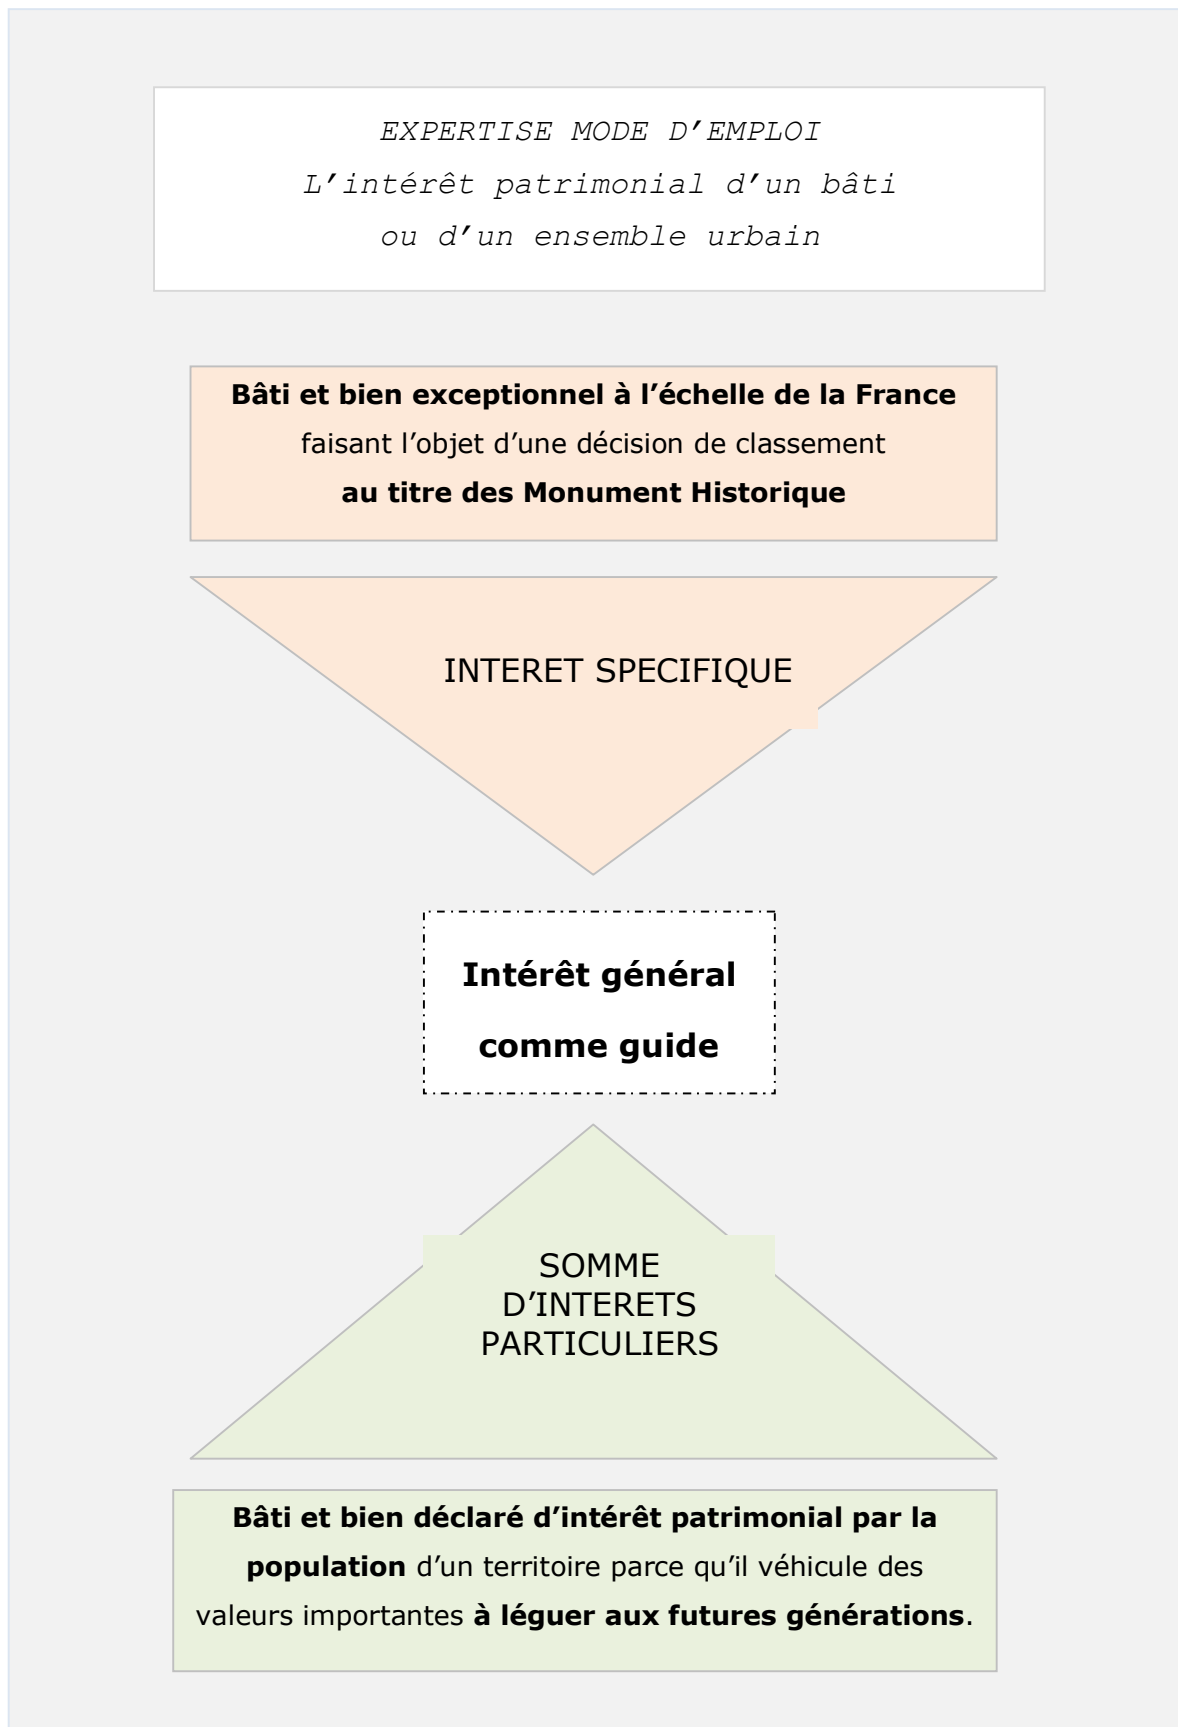 EXPERTISE MODE D’EMPLOI
L’intérêt patrimonial d’un bâti
ou d’un ensemble urbain
Bâti et bien exceptionnel à l’échelle de la France
faisant l’objet d’une décision de classement
au titre des Monument Historique
INTERET SPECIFIQUE
Intérêt général
comme guide
SOMME
D’INTERETS
PARTICULIERS
Bâti et bien déclaré d’intérêt patrimonial par la
population d’un territoire parce qu’il véhicule des
valeurs importantes à léguer aux futures générations.